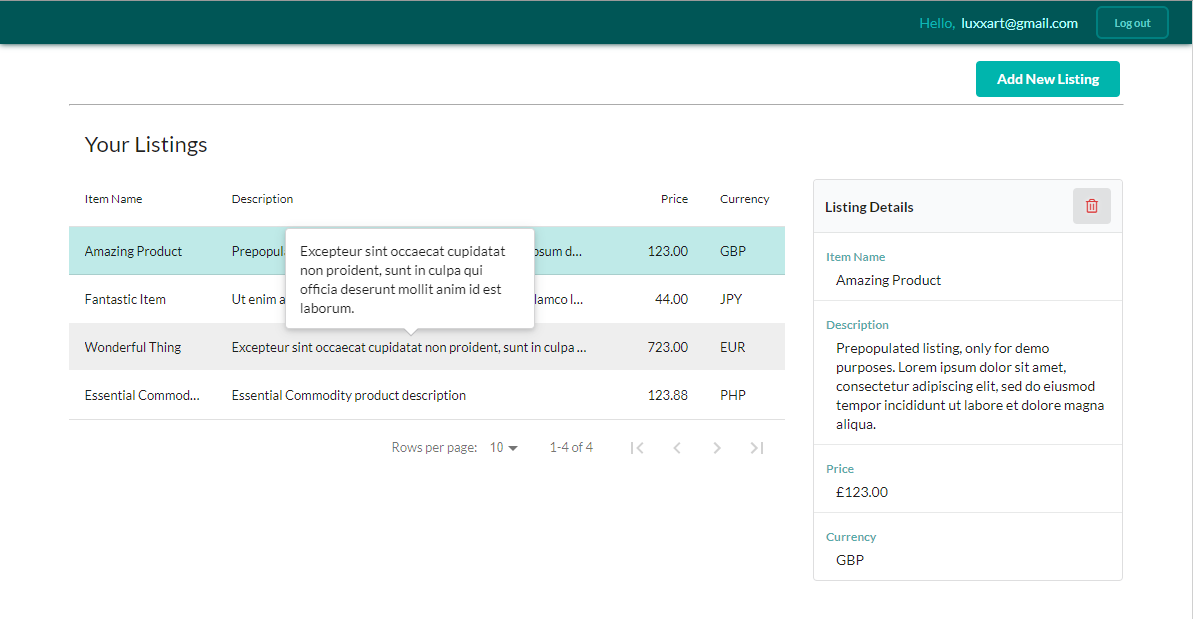 Hello, luxxart@gmail.com Log out
Add New Listing
Your Listings
Item Name Description Price Currency
Amazing Product Prepopul psum d... 123.00 GBP
Excepteur sint occaecat cupidatat
non proident, sunt in culpa qui
officia deserunt mollit anim id est
laborum.
Fantastic Item Ut enim a lamco l... 44.00 JPY
Wonderful Thing Excepteur sint occaecat cupidatat non proident, sunt in culpa ... 723.00 EUR
Essential Commod... Essential Commodity product description 123.88 PHP
Rows per page: 10 1-4 of 4
Listing Details
Item Name
Amazing Product
Description
Prepopulated listing, only for demo
purposes. Lorem ipsum dolor sit amet,
consectetur adipiscing elit, sed do eiusmod
tempor incididunt ut labore et dolore magna
aliqua.
Price
£123.00
Currency
GBP